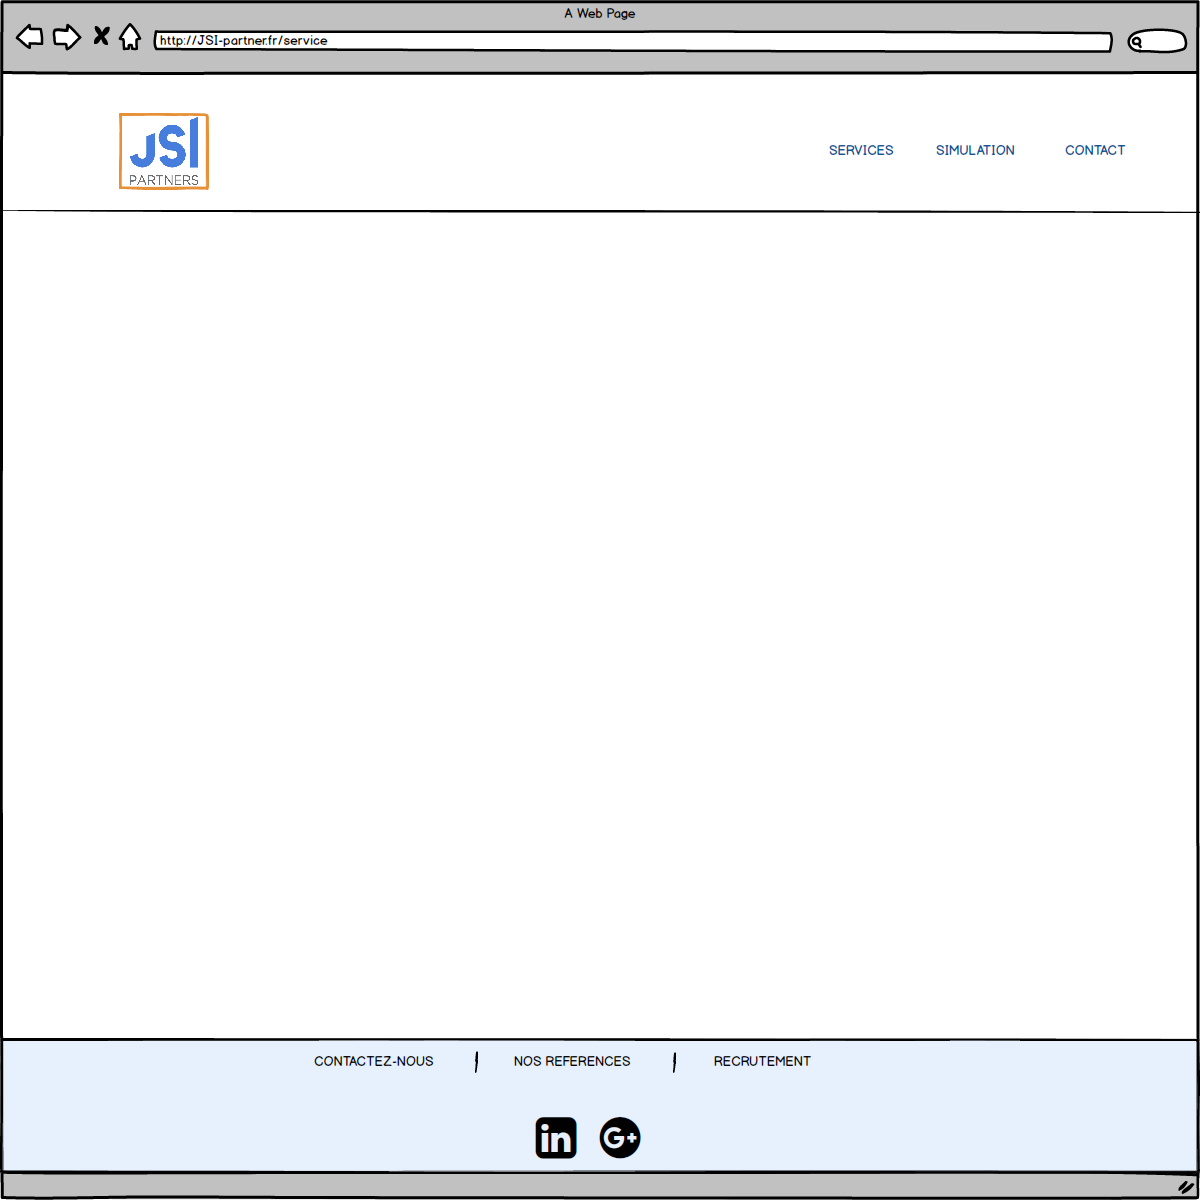 A Web Page
http://JSI-partner.fr/service
JSI
PARTNERS
SERVICES SIMULATION CONTACT
CONTACTEZ-NOUS NOS REFERENCES RECRUTEMENT
in G+